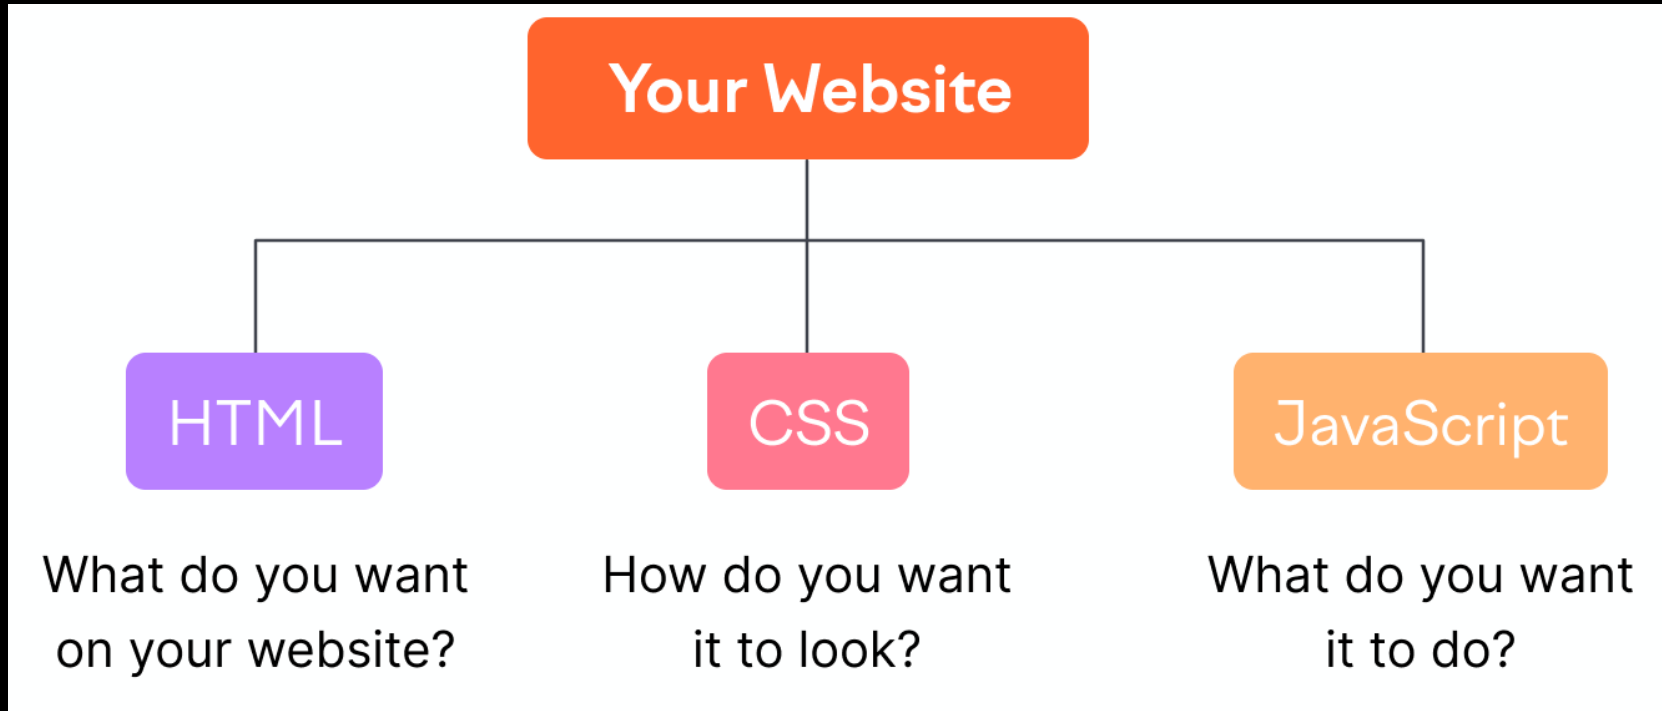 Your Website
HTML
CSS
JavaScript
What do you want
on your website?
How do you want
it to look?
What do you want
it to do?